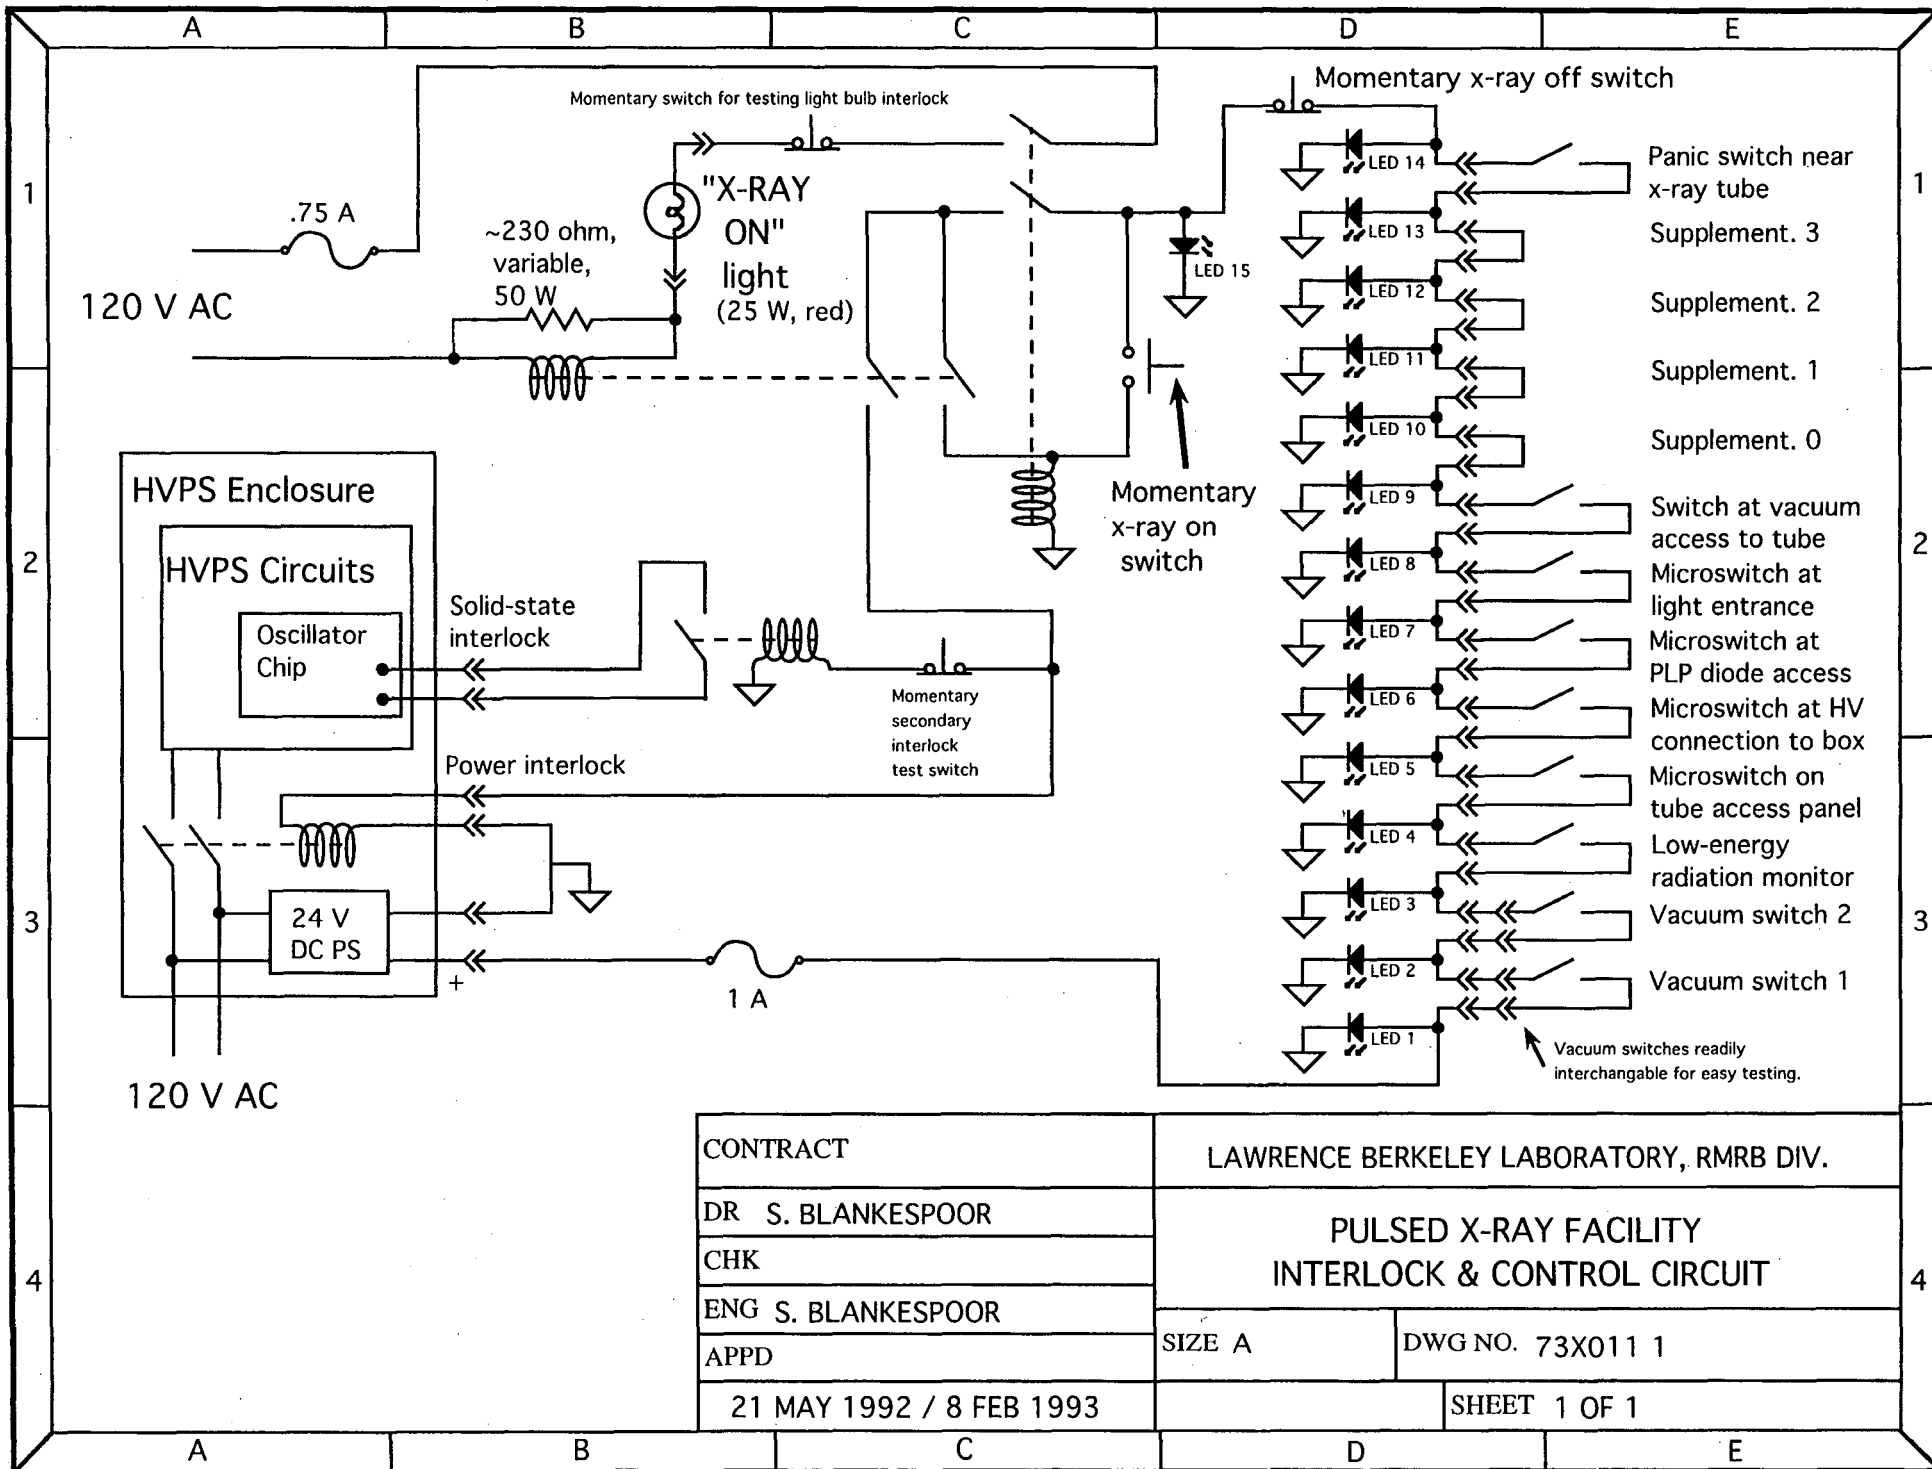 A
B
C
D
E
Momentary x-ray off switch
Momentary switch for testing light bulb interlock
LED 14
Panic switch near
x-ray tube
1
1
"X-RAY
ON"
light
(25 W, red)
.75 A
~230 ohm,
variable,
50 W
120 V AC
LED 13
Supplement. 3
LED 15
LED 12
Supplement. 2
LED 11
Supplement. 1
LED 10
Supplement. 0
Momentary
x-ray on
switch
LED 9
Switch at vacuum
access to tube
HVPS Enclosure
HVPS Circuits
2
2
LED 8
Microswitch at
light entrance
Solid-state
interlock
Oscillator
Chip
LED 7
Microswitch at
PLP diode access
Momentary
secondary
interlock
test switch
LED 6
Microswitch at HV
connection to box
Power interlock
LED 5
Microswitch on
tube access panel
LED 4
Low-energy
radiation monitor
3
3
24 V
DC PS
+
1 A
LED 3
Vacuum switch 2
LED 2
Vacuum switch 1
LED 1
Vacuum switches readily
interchangable for easy testing.
120 V AC
CONTRACT
LAWRENCE BERKELEY LABORATORY, RMRB DIV.
DR S. BLANKESPOOR
PULSED X-RAY FACILITY
INTERLOCK & CONTROL CIRCUIT
CHK
4
4
ENG S. BLANKESPOOR
APPD
SIZE A
DWG NO. 73X011 1
21 MAY 1992 / 8 FEB 1993
SHEET 1 OF 1
A
B
C
D
E